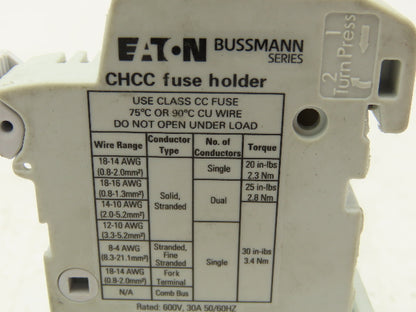 EATON BUSSMANN SERIES
CHCC fuse holder
1
Press
2
Turn
USE CLASS CC FUSE
75°C OR 90°C CU WIRE
DO NOT OPEN UNDER LOAD
Wire Range Conductor Type No. of Conductors Torque
18-14 AWG (0.8-2.0mm²) Solid, Stranded Single 20 in-lbs 2.3 Nm
18-16 AWG (0.8-1.3mm²) Dual 25 in-lbs 2.8 Nm
14-10 AWG (2.0-5.2mm²)
12-10 AWG (3.3-5.2mm²) Single 30 in-lbs 3.4 Nm
8-4 AWG (8.3-21.1mm²) Stranded, Fine Stranded
18-14 AWG (0.8-2.0mm²) Fork Terminal
N/A Comb Bus
Rated: 600V, 30A 50/60HZ